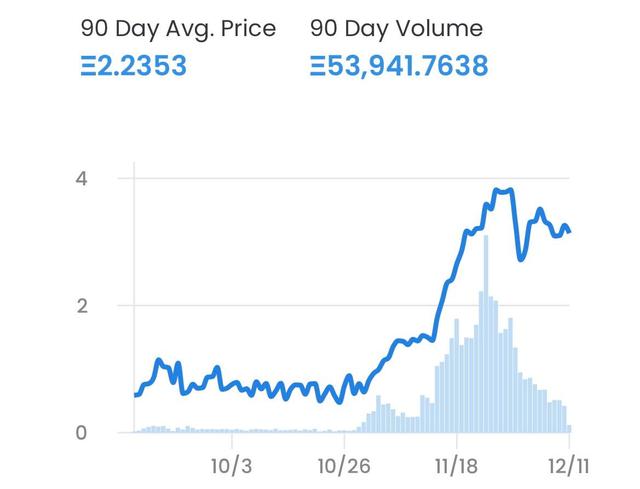 90 Day Avg. Price 90 Day Volume
Ξ2.2353 Ξ53,941.7638
4
2
0
10/3 10/26 11/18 12/11